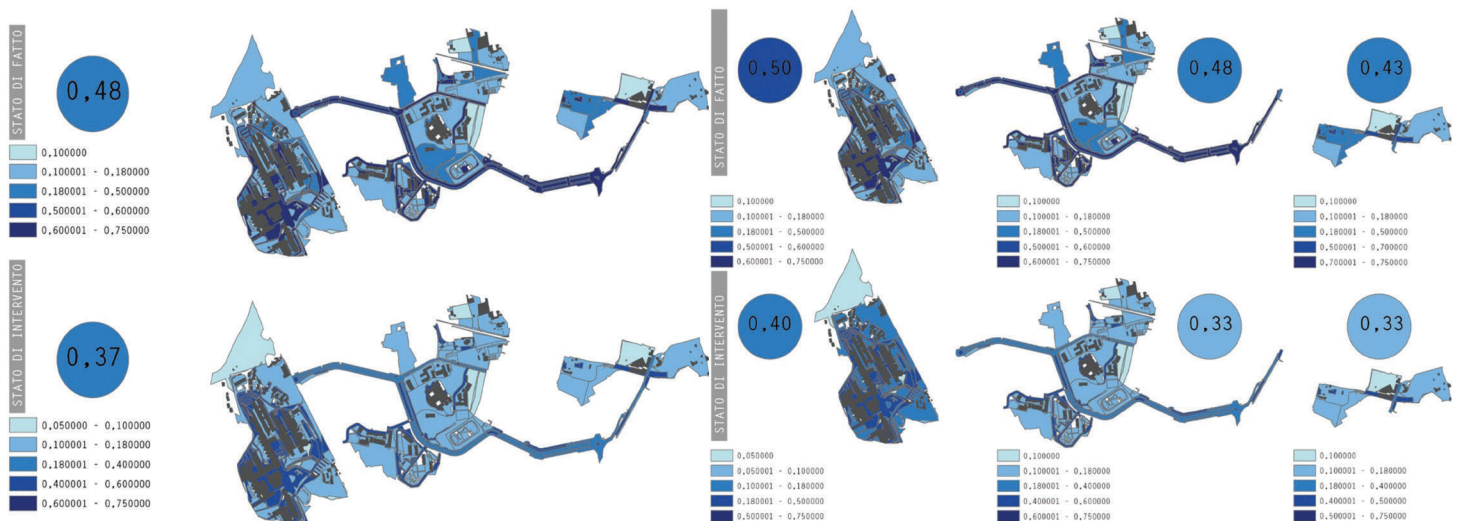 STATO DI FATTO
0,48
0,100000
0,100001 - 0,180000
0,180001 - 0,500000
0,500001 - 0,600000
0,600001 - 0,750000
STATO DI INTERVENTO
0,37
0,050000 - 0,100000
0,100001 - 0,180000
0,180001 - 0,400000
0,400001 - 0,600000
0,600001 - 0,750000
STATO DI FATTO
0,50
0,100000
0,100001 - 0,180000
0,180001 - 0,500000
0,500001 - 0,600000
0,600001 - 0,750000
0,48
0,100000
0,100001 - 0,180000
0,180001 - 0,500000
0,500001 - 0,600000
0,600001 - 0,750000
0,43
0,100000
0,100001 - 0,180000
0,180001 - 0,500000
0,500001 - 0,700000
0,700001 - 0,750000
STATO DI INTERVENTO
0,40
0,050000
0,050001 - 0,100000
0,100001 - 0,180000
0,180001 - 0,500000
0,500001 - 0,750000
0,33
0,100000
0,100001 - 0,180000
0,180001 - 0,400000
0,400001 - 0,600000
0,600001 - 0,750000
0,33
0,100000
0,100001 - 0,180000
0,180001 - 0,400000
0,400001 - 0,500000
0,500001 - 0,750000